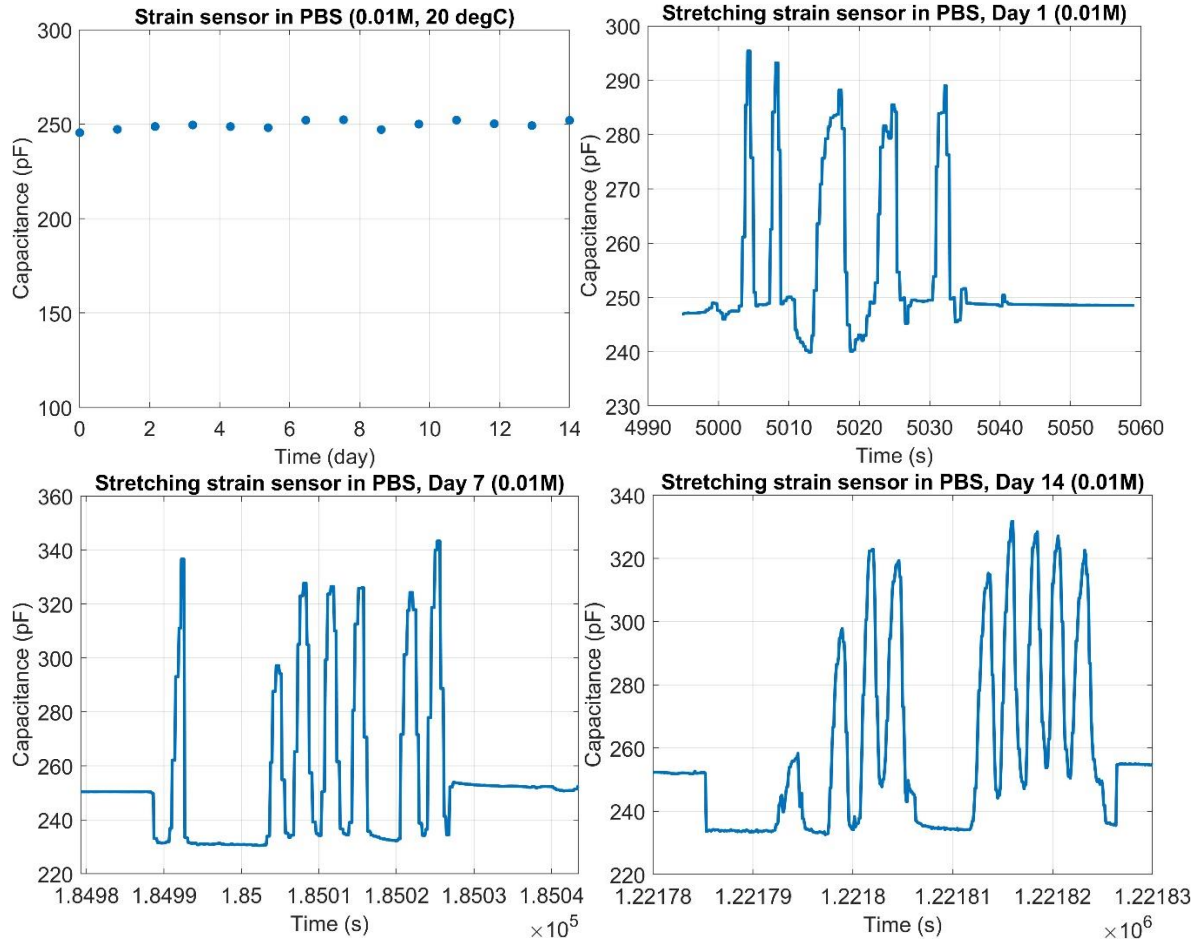 Strain sensor in PBS (0.01M, 20 degC)
300
250
200
150
100
0 2 4 6 8 10 12 14
Capacitance (pF)
Time (day)
Stretching strain sensor in PBS, Day 1 (0.01M)
300
290
280
270
260
250
240
230
4990 5000 5010 5020 5030 5040 5050 5060
Capacitance (pF)
Time (s)
Stretching strain sensor in PBS, Day 7 (0.01M)
360
340
320
300
280
260
240
220
1.8498 1.8499 1.85 1.8501 1.8502 1.8503 1.8504
Capacitance (pF)
Time (s)
×10⁵
Stretching strain sensor in PBS, Day 14 (0.01M)
340
320
300
280
260
240
220
1.22178 1.22179 1.2218 1.22181 1.22182 1.22183
Capacitance (pF)
Time (s)
×10⁶